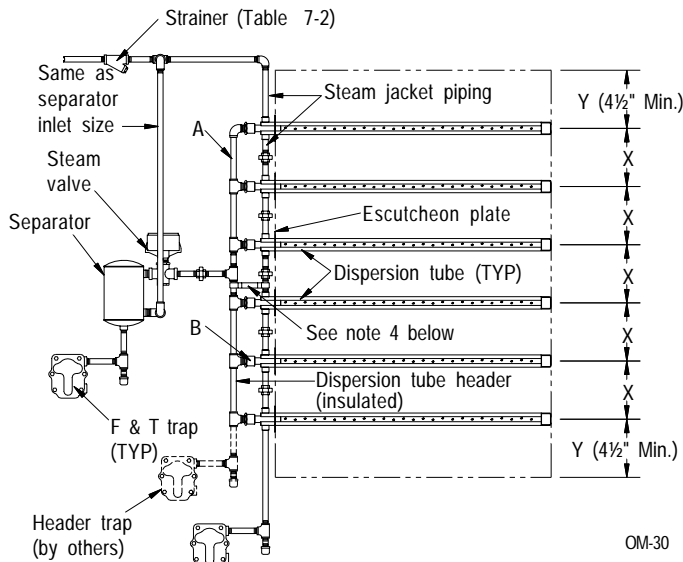 Strainer (Table 7-2)
Same as
separator
inlet size
Steam jacket piping
Y (4½" Min.)
A
X
Steam
valve
X
Separator
Escutcheon plate
X
Dispersion tube (TYP)
X
See note 4 below
B
X
Dispersion tube header
(insulated)
F & T trap
(TYP)
Y (4½" Min.)
Header trap
(by others)
OM-30